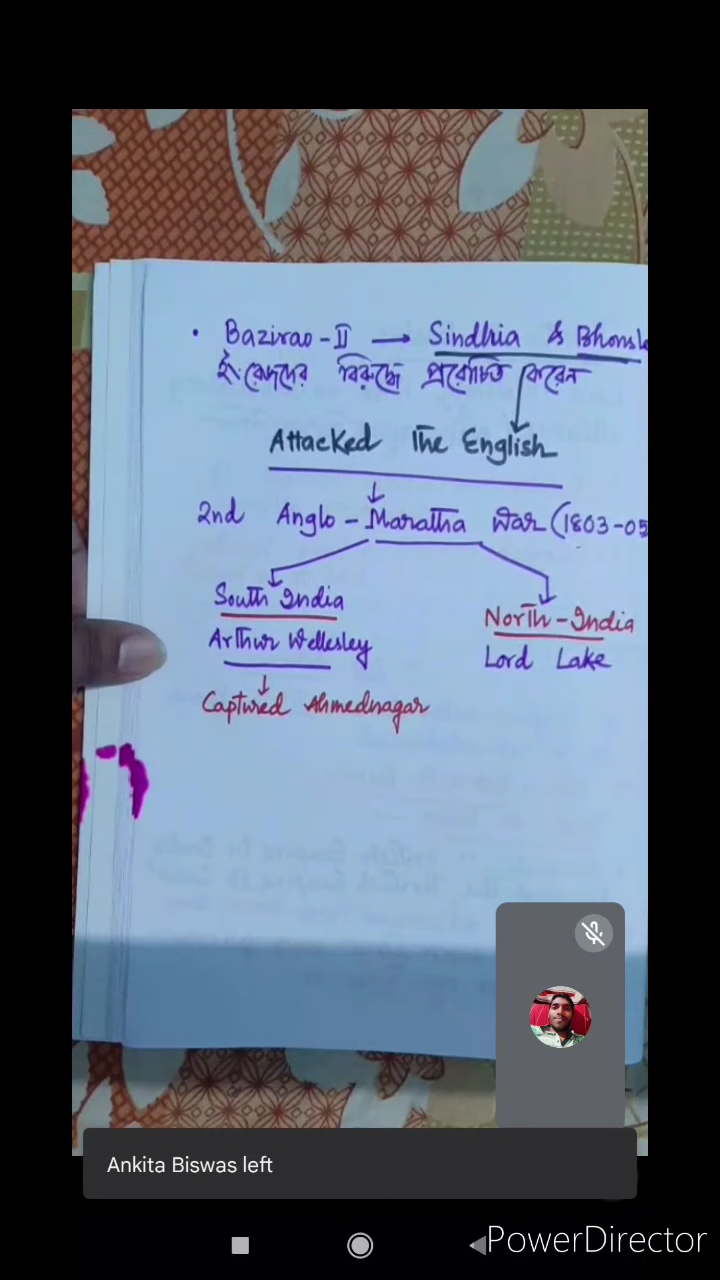 • Bazirao-II → Sindhia & Bhonsl
ইংরেজদের বিরুদ্ধে প্ররোচিত করেন
Attacked The English
2nd Anglo-Maratha War (1803-05
South India
North-India
Arthur Wellesley
Lord Lake
Captured Ahmednagar
Ankita Biswas left
PowerDirector